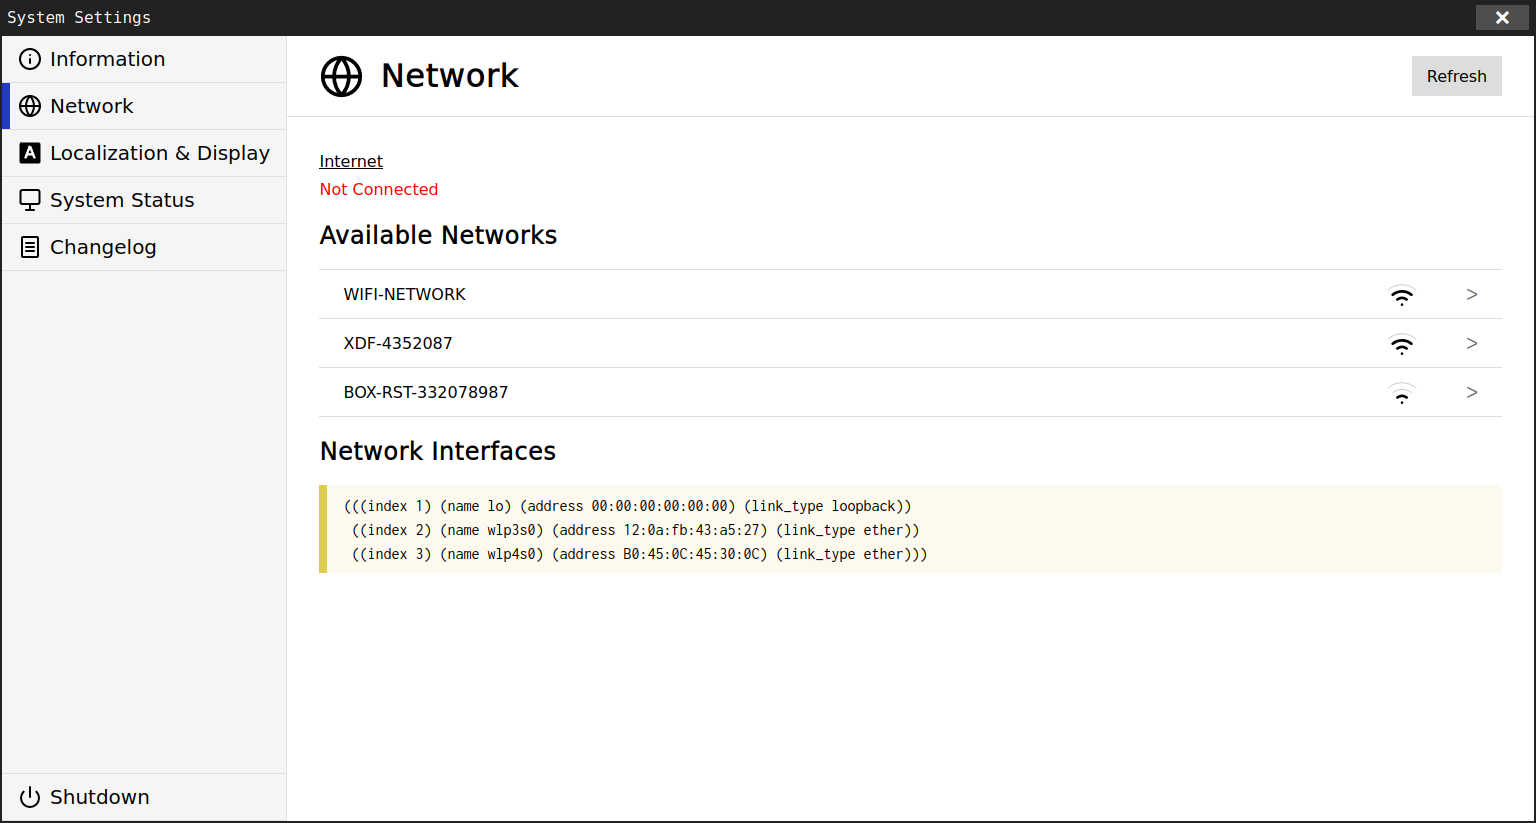 System Settings
Information
Network
Localization & Display
System Status
Changelog
Shutdown
Network
Refresh
Internet
Not Connected
Available Networks
WIFI-NETWORK >
XDF-4352087 >
BOX-RST-332078987 >
Network Interfaces
(((index 1) (name lo) (address 00:00:00:00:00:00) (link_type loopback))
((index 2) (name wlp3s0) (address 12:0a:fb:43:a5:27) (link_type ether))
((index 3) (name wlp4s0) (address B0:45:0C:45:30:0C) (link_type ether)))